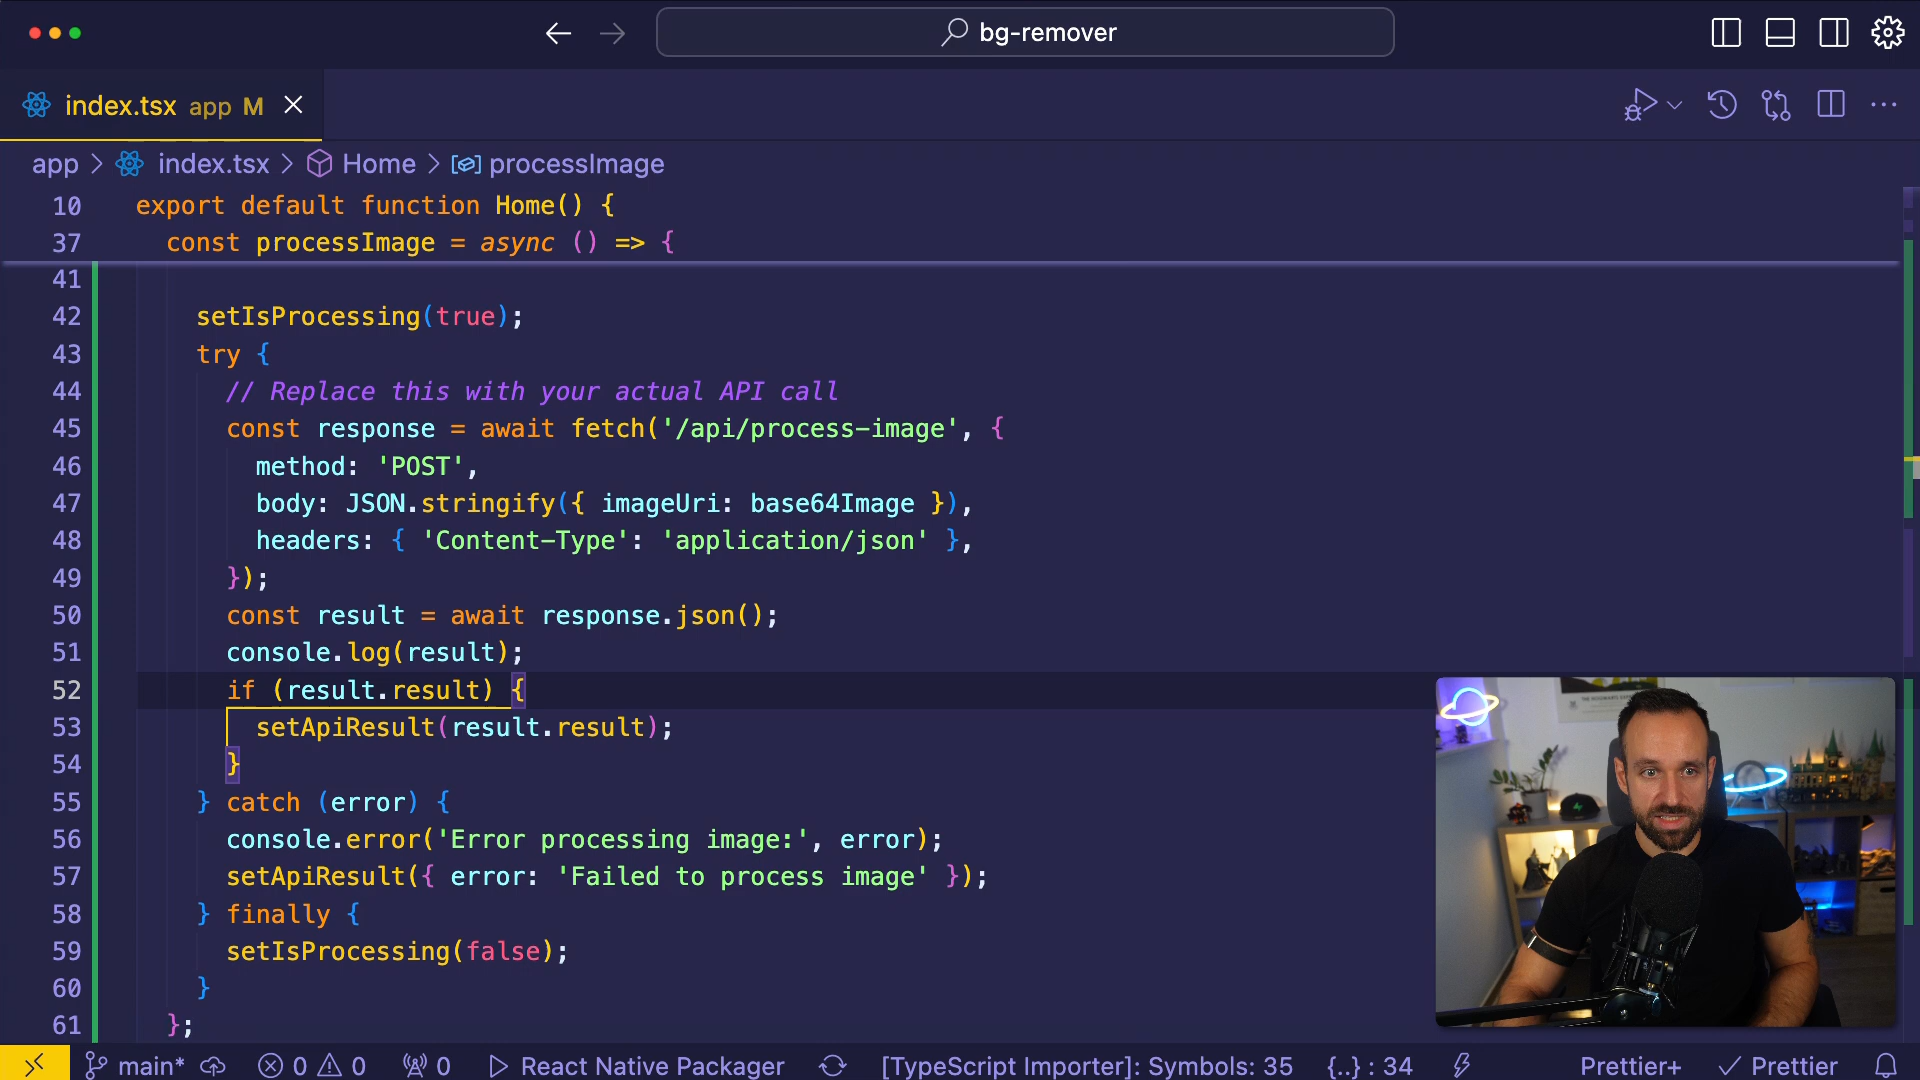 bg-remover
index.tsx app M
app > index.tsx > Home > processImage
10 export default function Home() {
37 const processImage = async () => {
41
42 setIsProcessing(true);
43 try {
44 // Replace this with your actual API call
45 const response = await fetch('/api/process-image', {
46 method: 'POST',
47 body: JSON.stringify({ imageUri: base64Image }),
48 headers: { 'Content-Type': 'application/json' },
49 });
50 const result = await response.json();
51 console.log(result);
52 if (result.result) {
53 setApiResult(result.result);
54 }
55 } catch (error) {
56 console.error('Error processing image:', error);
57 setApiResult({ error: 'Failed to process image' });
58 } finally {
59 setIsProcessing(false);
60 }
61 };
main* 0 0 0 React Native Packager [TypeScript Importer]: Symbols: 35 {..} : 34 Prettier+ Prettier